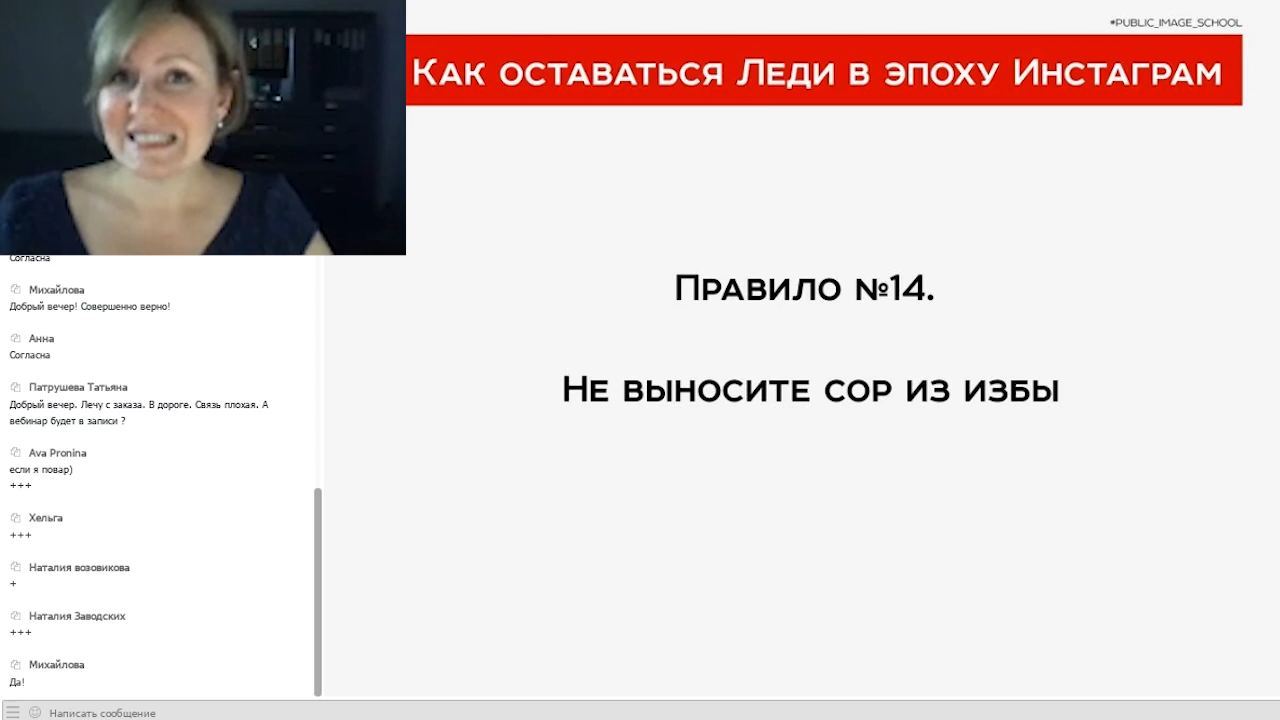 #PUBLIC_IMAGE_SCHOOL
Как оставаться Леди в эпоху Инстаграм
Правило №14.
Не выносите сор из избы
Согласна
Михайлова
Добрый вечер! Совершенно верно!
Анна
Согласна
Патрушева Татьяна
Добрый вечер. Лечу с заказа. В дороге. Связь плохая. А
вебинар будет в записи ?
Ava Pronina
если я повар)
+++
Хельга
+++
Наталия возовикова
+
Наталия Заводских
+++
Михайлова
Да!
Написать сообщение